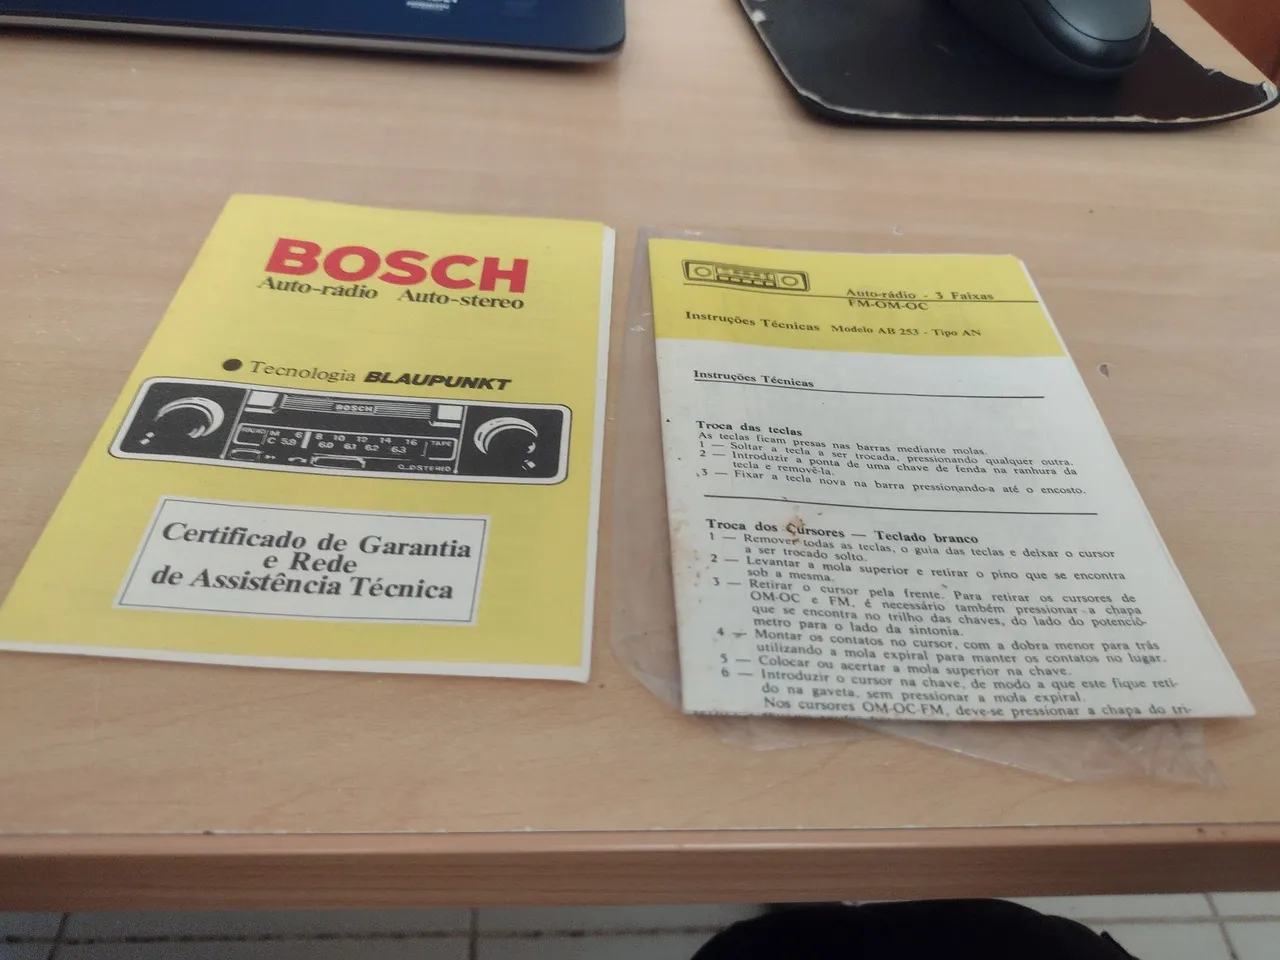 BOSCH
Auto-rádio Auto-stereo
● Tecnologia BLAUPUNKT
BOSCH
Certificado de Garantia
e Rede
de Assistência Técnica
Auto-rádio - 3 Faixas
FM-OM-OC
Instruções Técnicas Modelo AB 253 - Tipo AN
Instruções Técnicas
Troca das teclas
As teclas ficam presas nas barras mediante molas.
1 — Soltar a tecla a ser trocada, pressionando qualquer outra.
2 — Introduzir a ponta de uma chave de fenda na ranhura da
tecla e removê-la.
3 — Fixar a tecla nova na barra pressionando-a até o encosto.
Troca dos Cursores — Teclado branco
1 — Remover todas as teclas, o guia das teclas e deixar o cursor
a ser trocado solto.
2 — Levantar a mola superior e retirar o pino que se encontra
sob a mesma.
3 — Retirar o cursor pela frente. Para retirar os cursores de
OM-OC e FM, é necessário também pressionar a chapa
que se encontra no trilho das chaves, do lado do potenciô-
metro para o lado da sintonia.
4 — Montar os contatos no cursor, com a dobra menor para trás
utilizando a mola expiral para manter os contatos no lugar.
5 — Colocar ou acertar a mola superior na chave.
6 — Introduzir o cursor na chave, de modo a que este fique reti-
do na gaveta, sem pressionar a mola expiral.
Nos cursores OM-OC-FM, deve-se pressionar a chapa do tri-